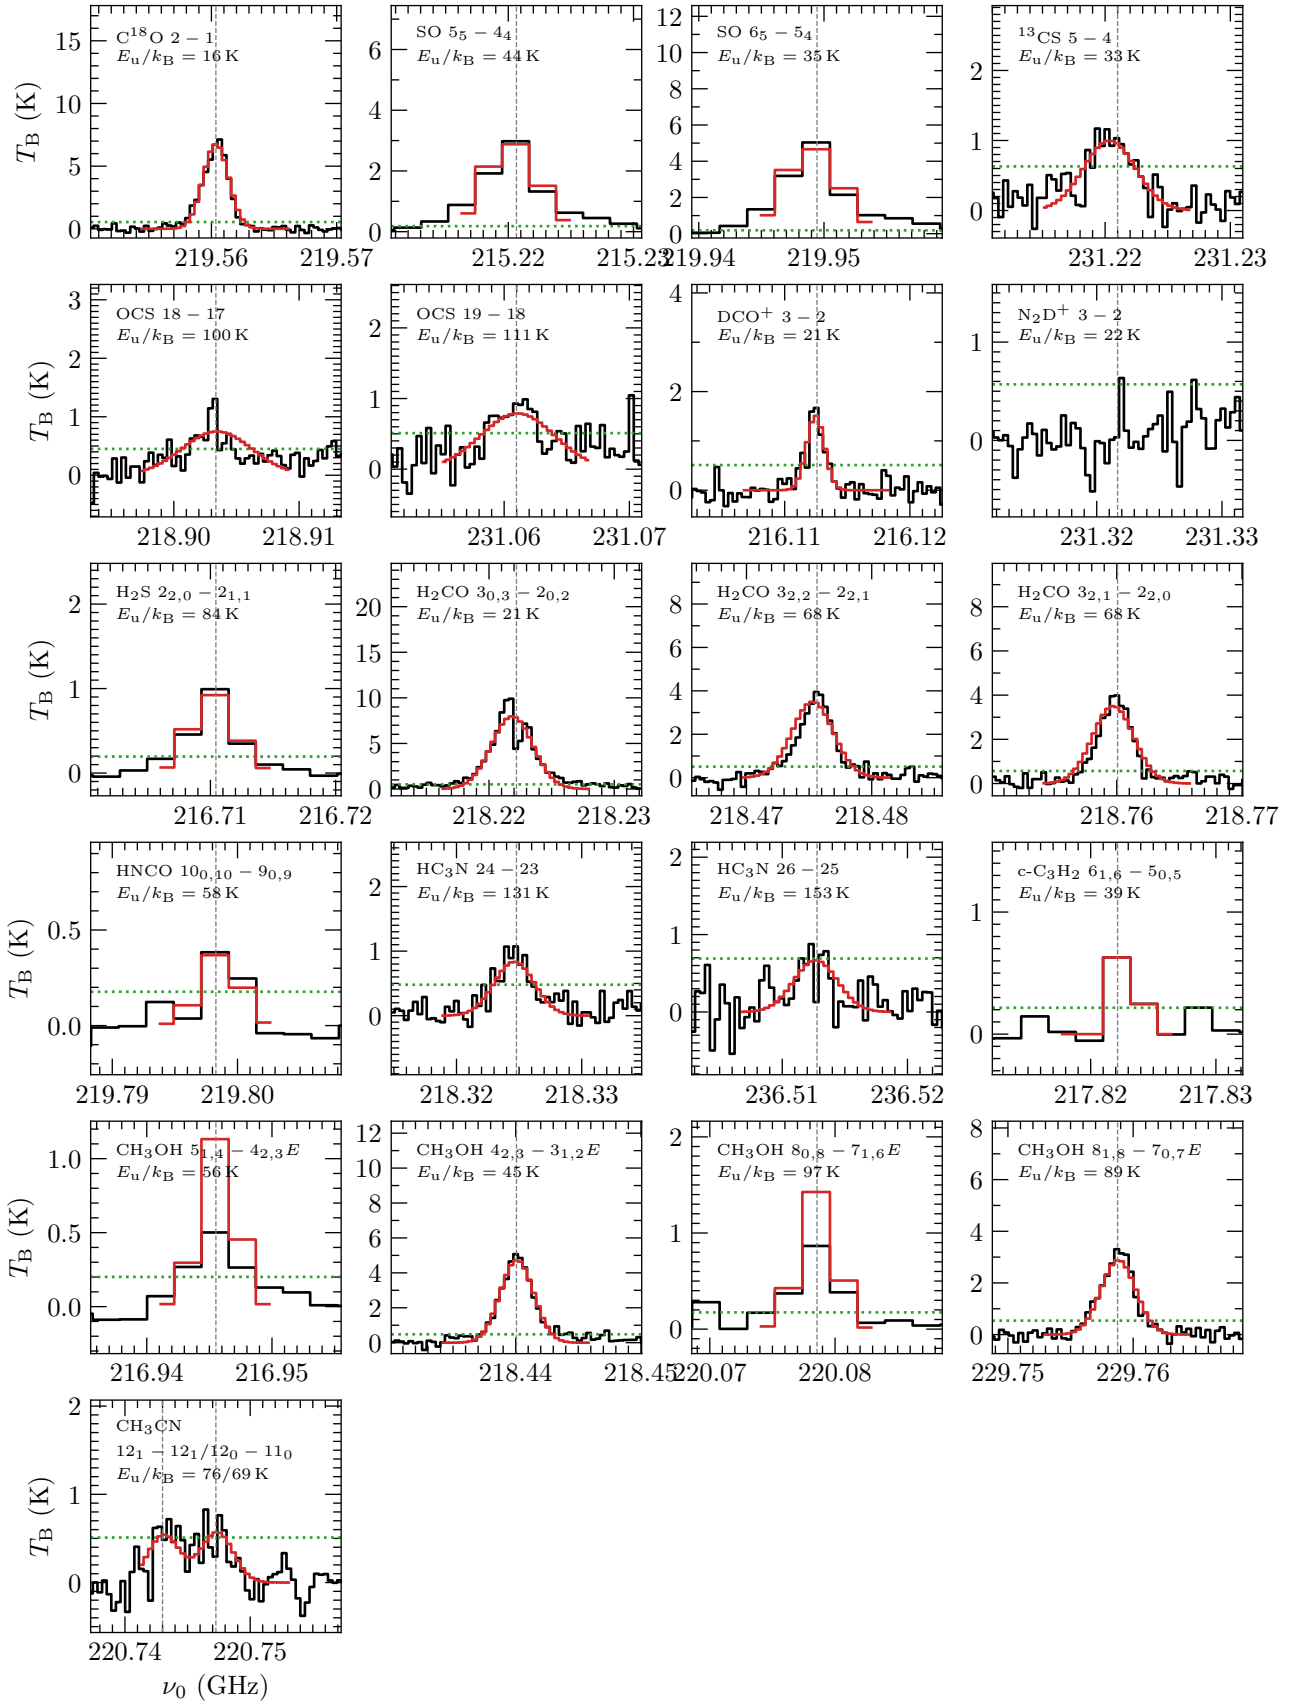 C¹⁸O 2 − 1
E_u/k_B = 16 K
SO 5₅ − 4₄
E_u/k_B = 44 K
SO 6₅ − 5₄
E_u/k_B = 35 K
¹³CS 5 − 4
E_u/k_B = 33 K
T_B (K)
15
10
5
0
6
4
2
0
12
10
8
6
4
2
0
2
1
0
219.56 219.57
215.22 215.23
219.94 219.95
231.22 231.23
OCS 18 − 17
E_u/k_B = 100 K
OCS 19 − 18
E_u/k_B = 111 K
DCO⁺ 3 − 2
E_u/k_B = 21 K
N₂D⁺ 3 − 2
E_u/k_B = 22 K
T_B (K)
3
2
1
0
2
1
0
4
2
0
1
0
218.90 218.91
231.06 231.07
216.11 216.12
231.32 231.33
H₂S 2₂,₀ − 2₁,₁
E_u/k_B = 84 K
H₂CO 3₀,₃ − 2₀,₂
E_u/k_B = 21 K
H₂CO 3₂,₂ − 2₂,₁
E_u/k_B = 68 K
H₂CO 3₂,₁ − 2₂,₀
E_u/k_B = 68 K
T_B (K)
2
1
0
20
15
10
5
0
8
6
4
2
0
8
6
4
2
0
216.71 216.72
218.22 218.23
218.47 218.48
218.76 218.77
HNCO 10₀,₁₀ − 9₀,₉
E_u/k_B = 58 K
HC₃N 24 − 23
E_u/k_B = 131 K
HC₃N 26 − 25
E_u/k_B = 153 K
c-C₃H₂ 6₁,₆ − 5₀,₅
E_u/k_B = 39 K
T_B (K)
0.5
0.0
2
1
0
2
1
0
1
0
219.79 219.80
218.32 218.33
236.51 236.52
217.82 217.83
CH₃OH 5₁,₄ − 4₂,₃E
E_u/k_B = 56 K
CH₃OH 4₂,₃ − 3₁,₂E
E_u/k_B = 45 K
CH₃OH 8₀,₈ − 7₁,₆E
E_u/k_B = 97 K
CH₃OH 8₁,₈ − 7₀,₇E
E_u/k_B = 89 K
T_B (K)
1.0
0.5
0.0
12
10
8
6
4
2
0
2
1
0
8
6
4
2
0
216.94 216.95
218.44 218.45
220.07 220.08
229.75 229.76
CH₃CN
12₁ − 12₁/12₀ − 11₀
E_u/k_B = 76/69 K
T_B (K)
2
1
0
220.74 220.75
ν₀ (GHz)